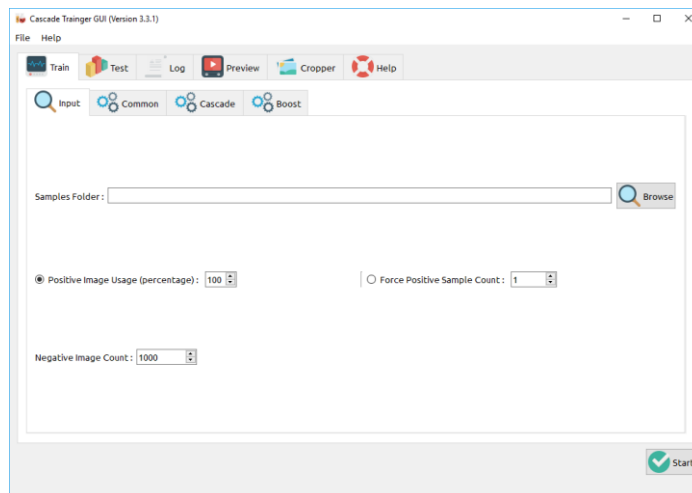 Cascade Trainger GUI (Version 3.3.1)
File Help
Train Test Log Preview Cropper Help
Input Common Cascade Boost
Samples Folder : Browse
Positive Image Usage (percentage) : 100 Force Positive Sample Count : 1
Negative Image Count : 1000
Start